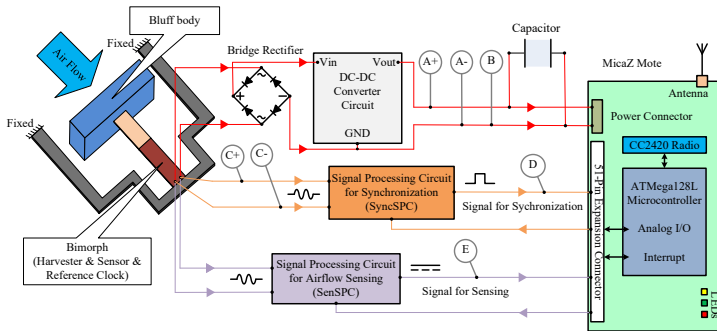 Bluff body
Fixed
Air Flow
Fixed
Bridge Rectifier
Vin
Vout
DC-DC
Converter
Circuit
GND
A+
A-
B
Capacitor
MicaZ Mote
Antenna
Power Connector
CC2420 Radio
51-Pin Expansion Connector
ATMega128L
Microcontroller
Analog I/O
Interrupt
LEDs
C+
C-
Signal Processing Circuit
for Synchronization
(SyncSPC)
D
Signal for Sychronization
Bimorph
(Harvester & Sensor &
Reference Clock)
Signal Processing Circuit
for Airflow Sensing
(SenSPC)
E
Signal for Sensing